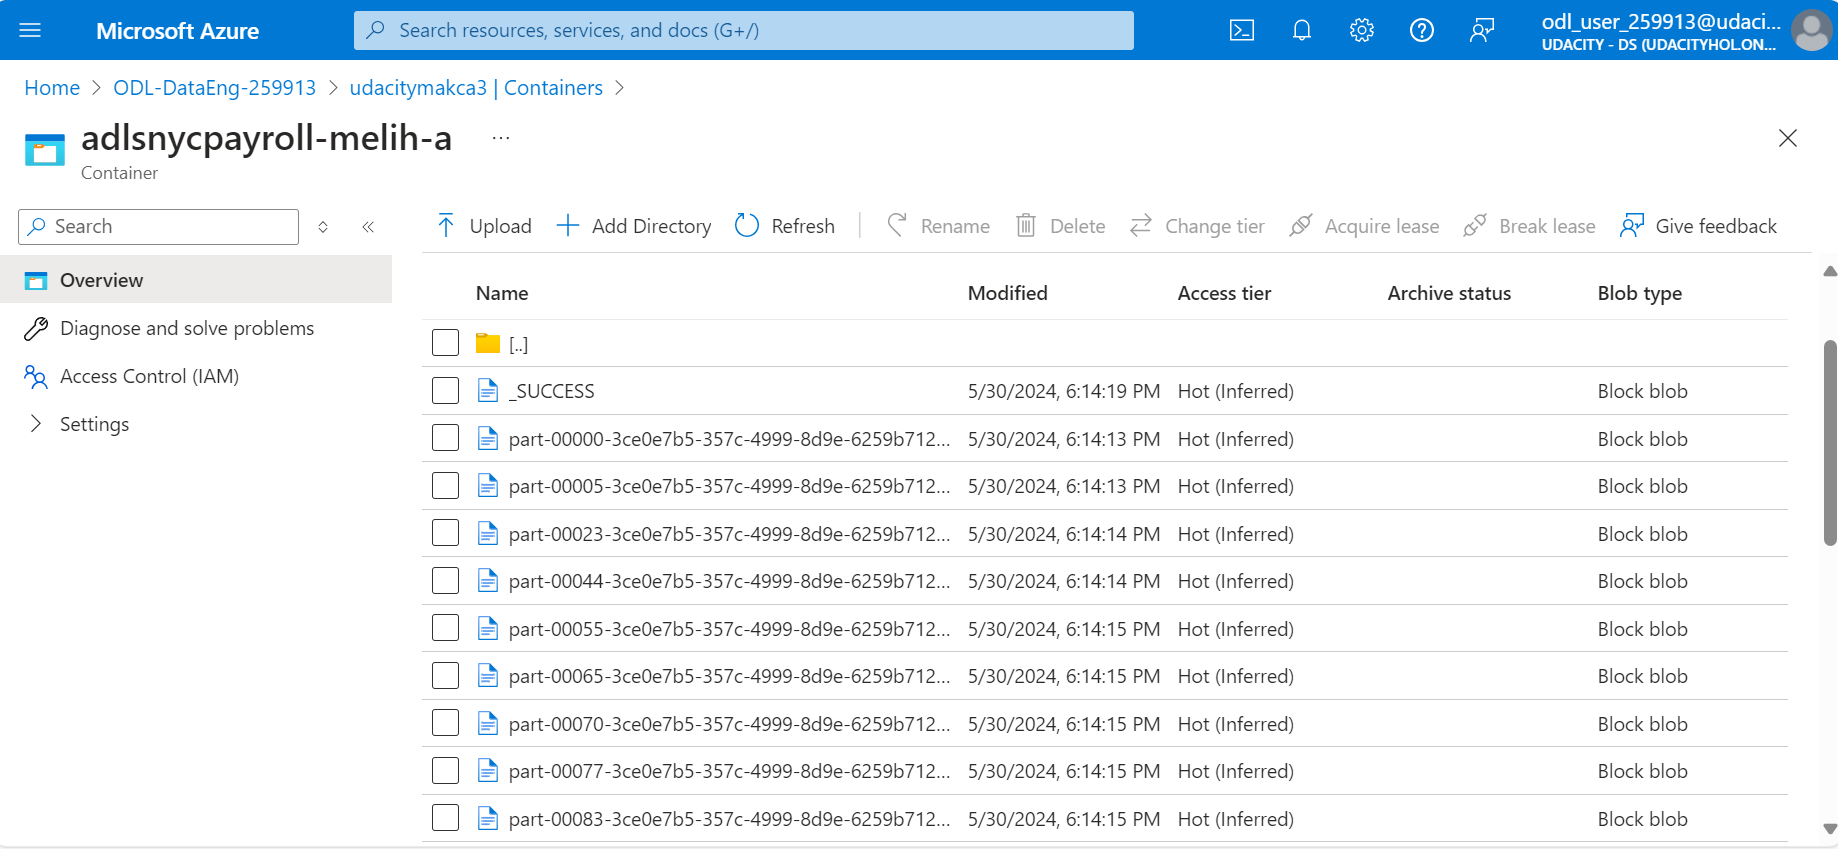 Microsoft Azure
Search resources, services, and docs (G+/)
odl_user_259913@udaci...
UDACITY - DS (UDACITYHOL.ON...
Home > ODL-DataEng-259913 > udacitymakca3 | Containers >
adlsnycpayroll-melih-a ...
Container
Search
Overview
Diagnose and solve problems
Access Control (IAM)
Settings
Upload Add Directory Refresh Rename Delete Change tier Acquire lease Break lease Give feedback
Name Modified Access tier Archive status Blob type
[..]
_SUCCESS 5/30/2024, 6:14:19 PM Hot (Inferred) Block blob
part-00000-3ce0e7b5-357c-4999-8d9e-6259b712... 5/30/2024, 6:14:13 PM Hot (Inferred) Block blob
part-00005-3ce0e7b5-357c-4999-8d9e-6259b712... 5/30/2024, 6:14:13 PM Hot (Inferred) Block blob
part-00023-3ce0e7b5-357c-4999-8d9e-6259b712... 5/30/2024, 6:14:14 PM Hot (Inferred) Block blob
part-00044-3ce0e7b5-357c-4999-8d9e-6259b712... 5/30/2024, 6:14:14 PM Hot (Inferred) Block blob
part-00055-3ce0e7b5-357c-4999-8d9e-6259b712... 5/30/2024, 6:14:15 PM Hot (Inferred) Block blob
part-00065-3ce0e7b5-357c-4999-8d9e-6259b712... 5/30/2024, 6:14:15 PM Hot (Inferred) Block blob
part-00070-3ce0e7b5-357c-4999-8d9e-6259b712... 5/30/2024, 6:14:15 PM Hot (Inferred) Block blob
part-00077-3ce0e7b5-357c-4999-8d9e-6259b712... 5/30/2024, 6:14:15 PM Hot (Inferred) Block blob
part-00083-3ce0e7b5-357c-4999-8d9e-6259b712... 5/30/2024, 6:14:15 PM Hot (Inferred) Block blob